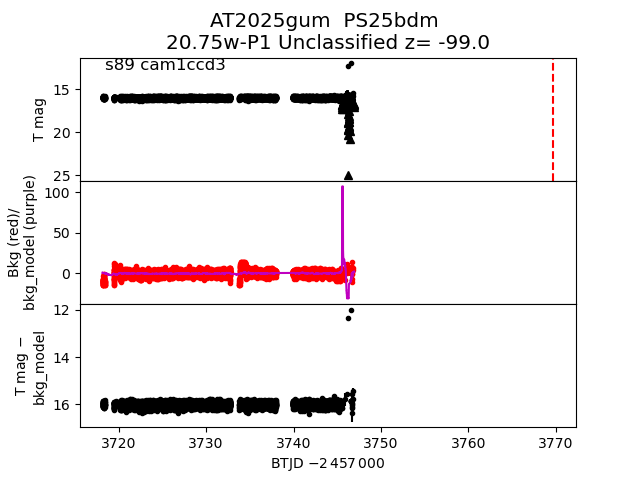 AT2025gum  PS25bdm
20.75w-P1 Unclassified z= -99.0
s89 cam1ccd3
T mag
15
20
25
Bkg (red)/
bkg_model (purple)
100
50
0
T mag −
bkg_model
12
14
16
3720 3730 3740 3750 3760 3770
BTJD −2 457 000